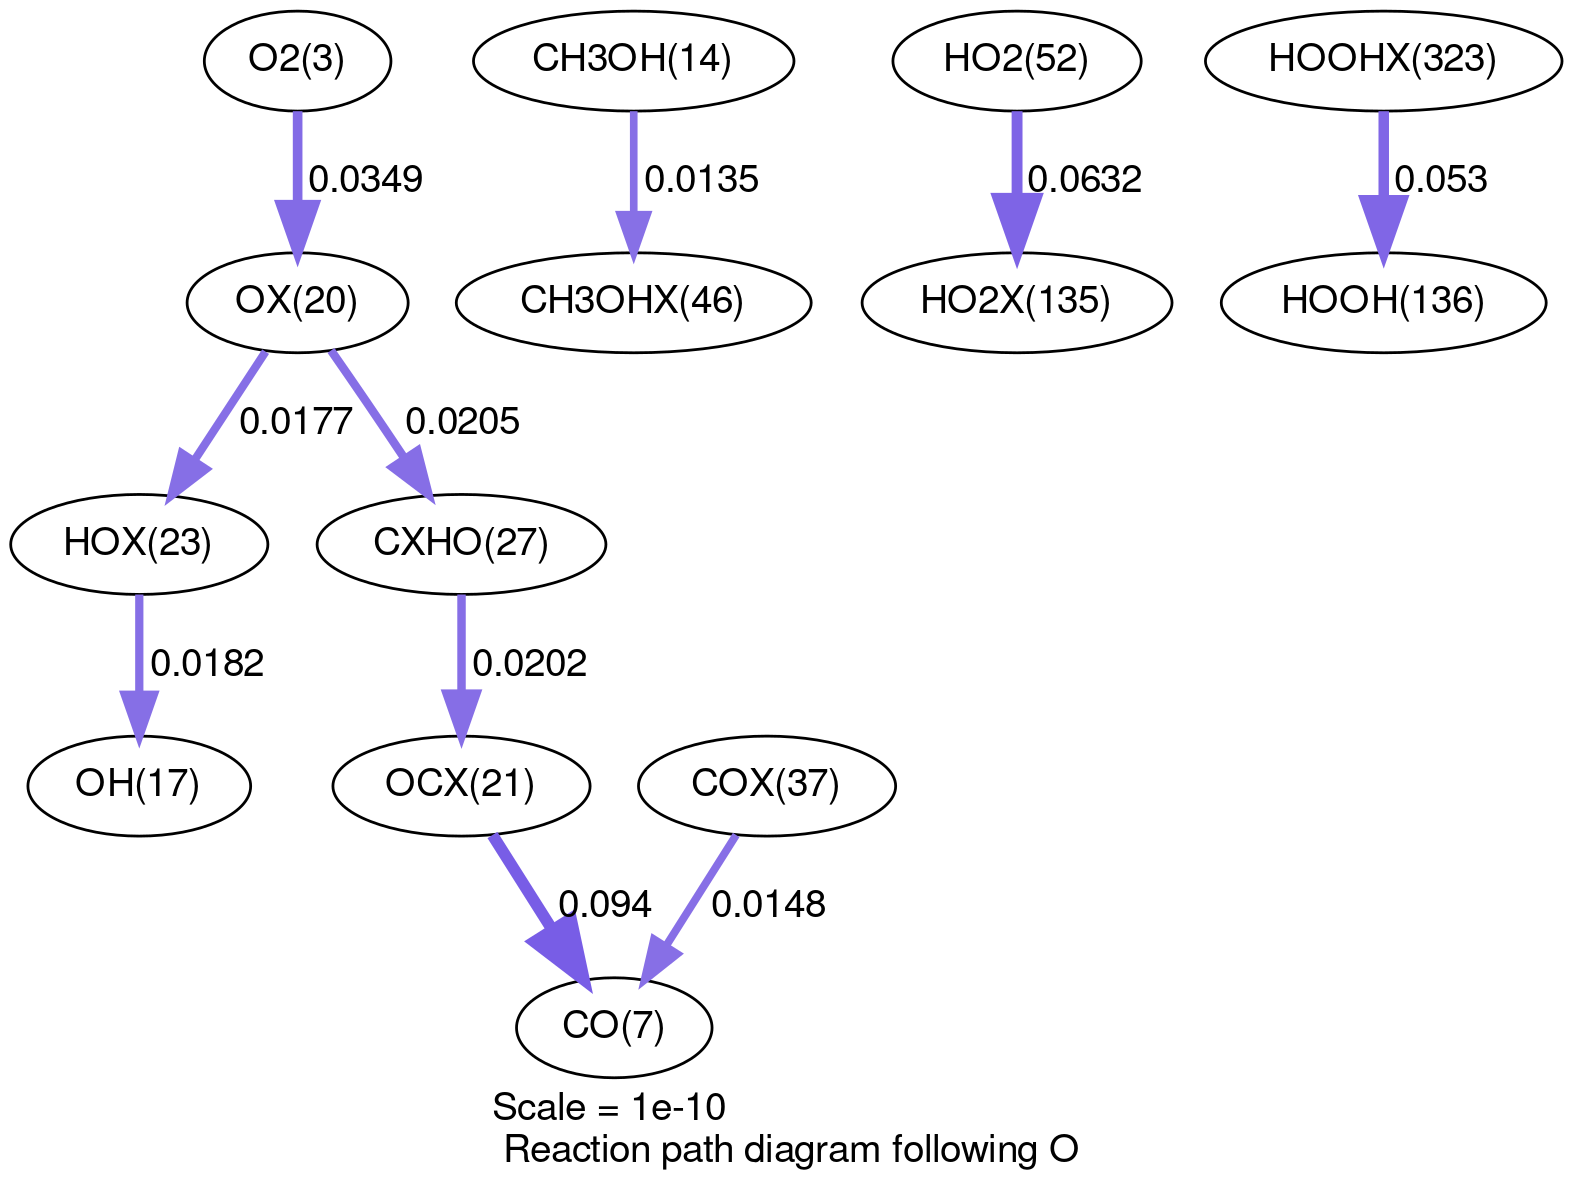 O2(3)
CH3OH(14)
HO2(52)
HOOHX(323)
0.0349
0.0135
0.0632
0.053
OX(20)
CH3OHX(46)
HO2X(135)
HOOH(136)
0.0177
0.0205
HOX(23)
CXHO(27)
0.0182
0.0202
OH(17)
OCX(21)
COX(37)
0.094
0.0148
CO(7)
Scale = 1e-10
Reaction path diagram following O